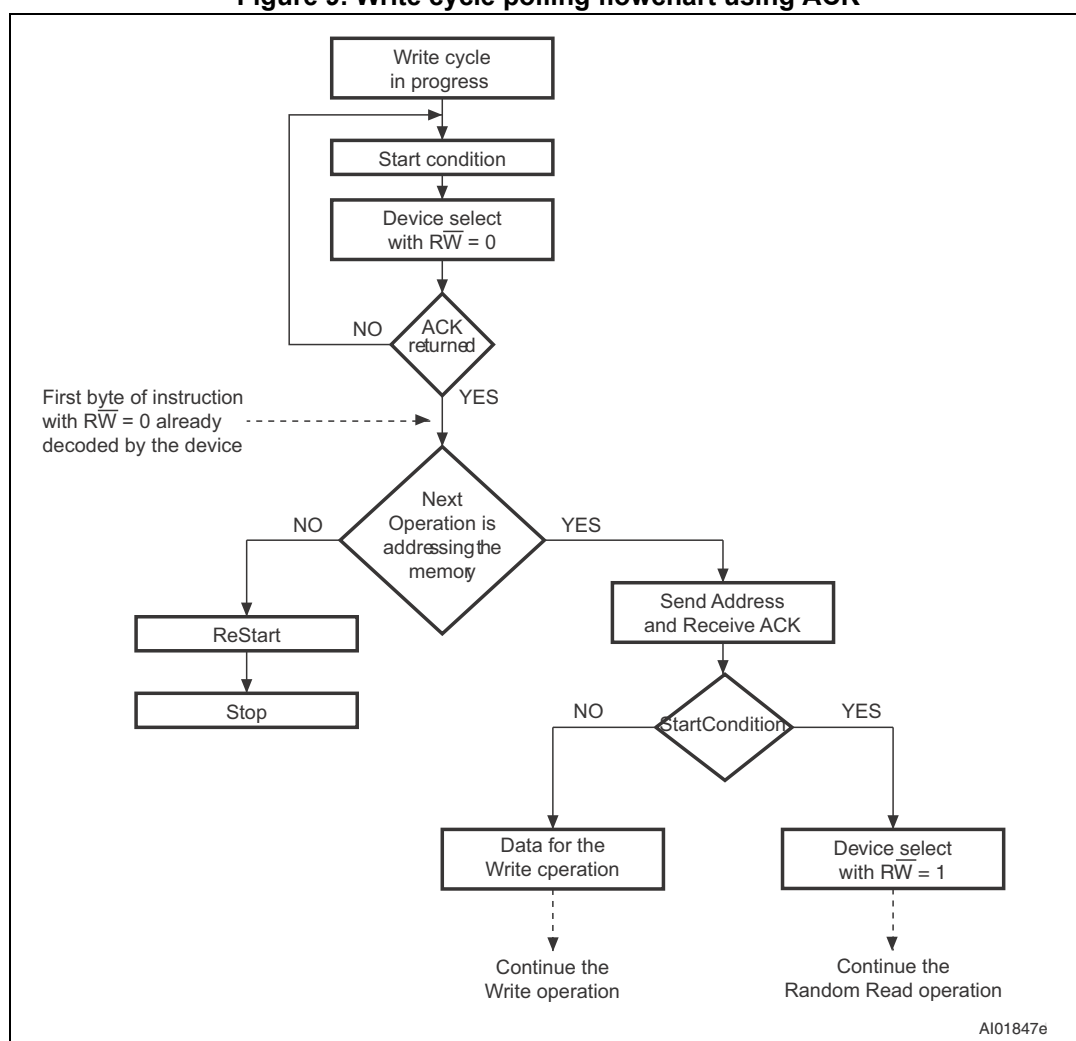 Figure 9. Write cycle polling flowchart using ACK
Write cycle
in progress
Start condition
Device select
with RW̅ = 0
NO
ACK
returned
YES
First byte of instruction
with RW̅ = 0 already
decoded by the device
NO
Next
Operation is
addressing the
memory
YES
ReStart
Stop
Send Address
and Receive ACK
NO
StartCondition
YES
Data for the
Write cperation
Device select
with RW̅ = 1
Continue the
Write operation
Continue the
Random Read operation
AI01847e